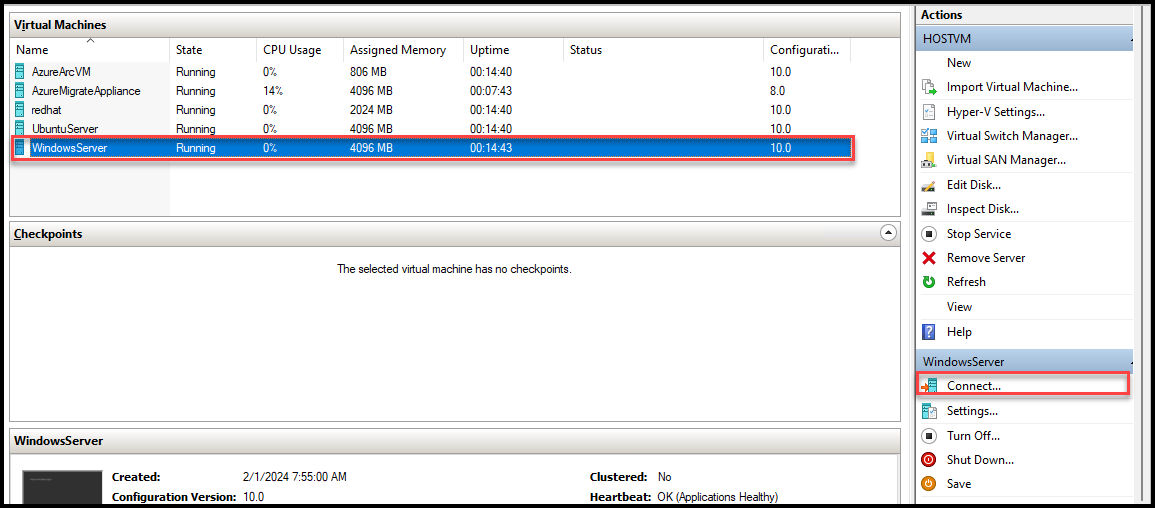 Virtual Machines
Name State CPU Usage Assigned Memory Uptime Status Configurati...
AzureArcVM Running 0% 806 MB 00:14:40 10.0
AzureMigrateAppliance Running 14% 4096 MB 00:07:43 8.0
redhat Running 0% 2024 MB 00:14:40 10.0
UbuntuServer Running 0% 4096 MB 00:14:40 10.0
WindowsServer Running 0% 4096 MB 00:14:43 10.0
Checkpoints
The selected virtual machine has no checkpoints.
WindowsServer
Created: 2/1/2024 7:55:00 AM Clustered: No
Configuration Version: 10.0 Heartbeat: OK (Applications Healthy)
Actions
HOSTVM
New
Import Virtual Machine...
Hyper-V Settings...
Virtual Switch Manager...
Virtual SAN Manager...
Edit Disk...
Inspect Disk...
Stop Service
Remove Server
Refresh
View
Help
WindowsServer
Connect...
Settings...
Turn Off...
Shut Down...
Save